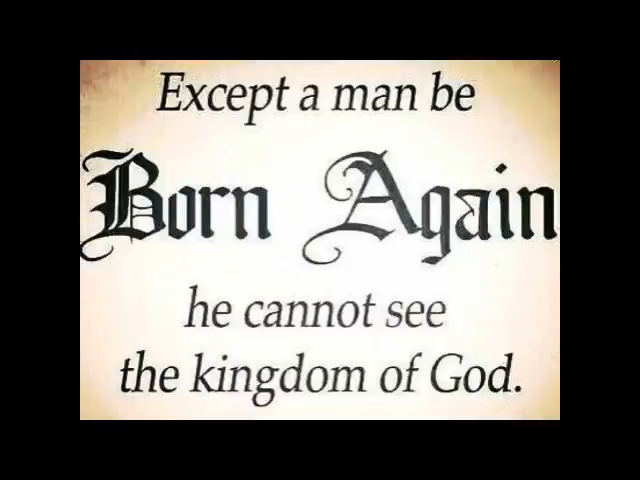 Except a man be
Born Again
he cannot see
the kingdom of God.